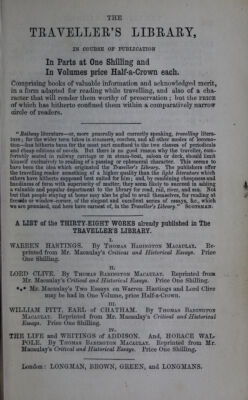 THE
TRAVELLER'S LIBRARY,
IN COURSE OF PUBLICATION
In Parts at One Shilling and
In Volumes price Half-a-Crown each.
Comprising books of valuable information and acknowledged merit,
in a form adapted for reading while travelling, and also of a cha-
racter that will render them worthy of preservation; but the PRICE
of which has hitherto confined them within a comparatively narrow
circle of readers.
"Railway literature—or, more generally and correctly speaking, travelling litera-
ture; for the wider term takes in steamers, coaches, and all other modes of locomo-
tion—has hitherto been for the most part confined to the two classes of periodicals
and cheap editions of novels. But there is no good reason why the traveller, com-
fortably seated in railway carriage or in steam-boat, saloon or deck, should limit
himself exclusively to reading of a passing or ephemeral character. This seems to
have been the idea which originated the Traveller's Library. The publishers offer
the travelling reader something of a higher quality than the light literature which
others have hitherto supposed best suited for him; and, by combining cheapness and
handiness of form with superiority of matter, they seem likely to succeed in adding
a valuable and popular department to the library for road, rail, river, and sea. Not
but what people staying at home may also be glad to avail themselves, for reading at
fireside or window-corner, of the elegant and excellent series of essays, &c., which
we are promised, and here have earnest of, in the Traveller's Library." SCOTSMAN.
A LIST of the THIRTY-EIGHT WORKS already published in The
TRAVELLER'S LIBRARY.
I.
WARREN HASTINGS. By THOMAS BABINGTON MACAULAY. Re-
printed from Mr. Macaulay's Critical and Historical Essays. Price
One Shilling.
II.
LORD CLIVE. By THOMAS BABINGTON MACAULAY. Reprinted from
Mr. Macaulay's Critical and Historical Essays. Price One Shilling.
*** Mr. Macaulay's Two Essays on Warren Hastings and Lord Clive
may be had in One Volume, price Half-a-Crown.
III.
WILLIAM PITT, EARL of CHATHAM. By THOMAS BABINGTON
MACAULAY. Reprinted from Mr. Macaulay's Critical and Historical
Essays. Price One Shilling.
IV.
THE LIFE and WRITINGS of ADDISON. And, HORACE WAL-
POLE. By THOMAS BABINGTON MACAULAY. Reprinted from Mr.
Macaulay's Critical and Historical Essays. Price One Shilling.
London: LONGMAN, BROWN, GREEN, and LONGMANS.